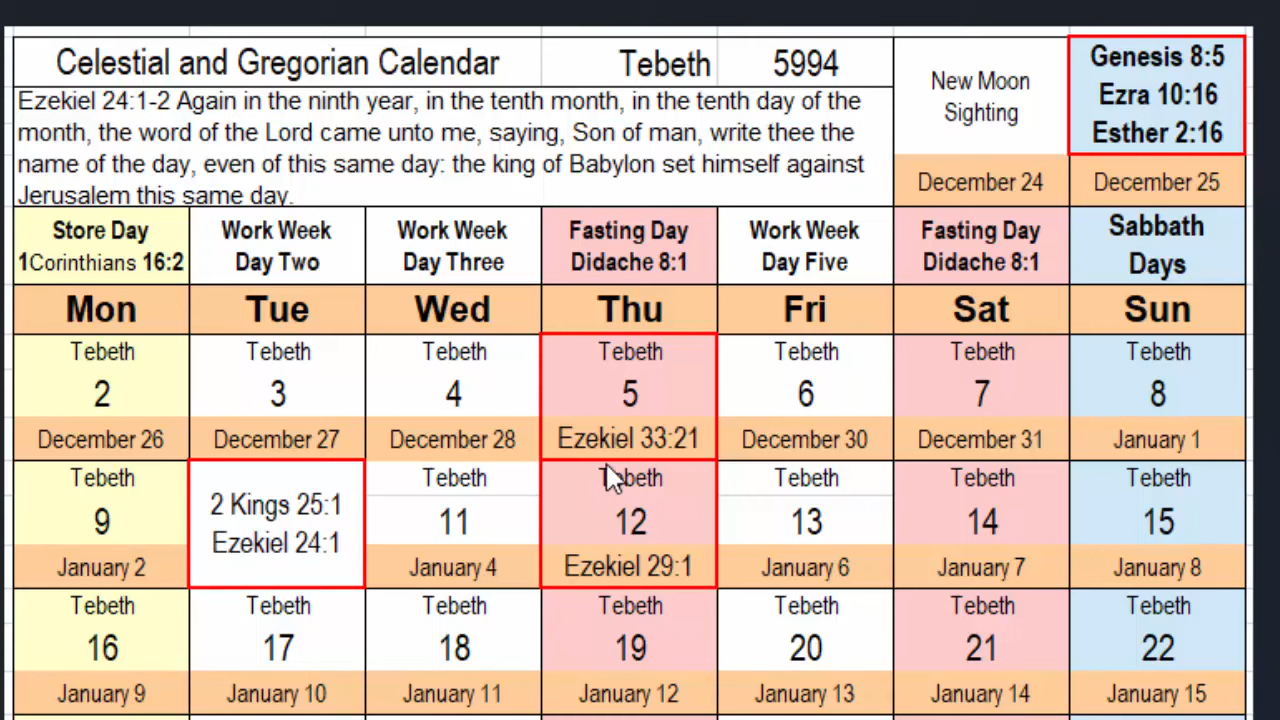 Celestial and Gregorian Calendar
Tebeth
5994
Ezekiel 24:1-2 Again in the ninth year, in the tenth month, in the tenth day of the
month, the word of the Lord came unto me, saying, Son of man, write thee the
name of the day, even of this same day: the king of Babylon set himself against
Jerusalem this same day.
New Moon
Sighting
December 24
Genesis 8:5
Ezra 10:16
Esther 2:16
December 25
Store Day
1Corinthians 16:2
Work Week
Day Two
Work Week
Day Three
Fasting Day
Didache 8:1
Work Week
Day Five
Fasting Day
Didache 8:1
Sabbath
Days
Mon Tue Wed Thu Fri Sat Sun
Tebeth Tebeth Tebeth Tebeth Tebeth Tebeth Tebeth
2 3 4 5 6 7 8
December 26 December 27 December 28 Ezekiel 33:21 December 30 December 31 January 1
Tebeth
9
January 2
2 Kings 25:1
Ezekiel 24:1
Tebeth
11
January 4
Tebeth
12
Ezekiel 29:1
Tebeth
13
January 6
Tebeth
14
January 7
Tebeth
15
January 8
Tebeth Tebeth Tebeth Tebeth Tebeth Tebeth Tebeth
16 17 18 19 20 21 22
January 9 January 10 January 11 January 12 January 13 January 14 January 15